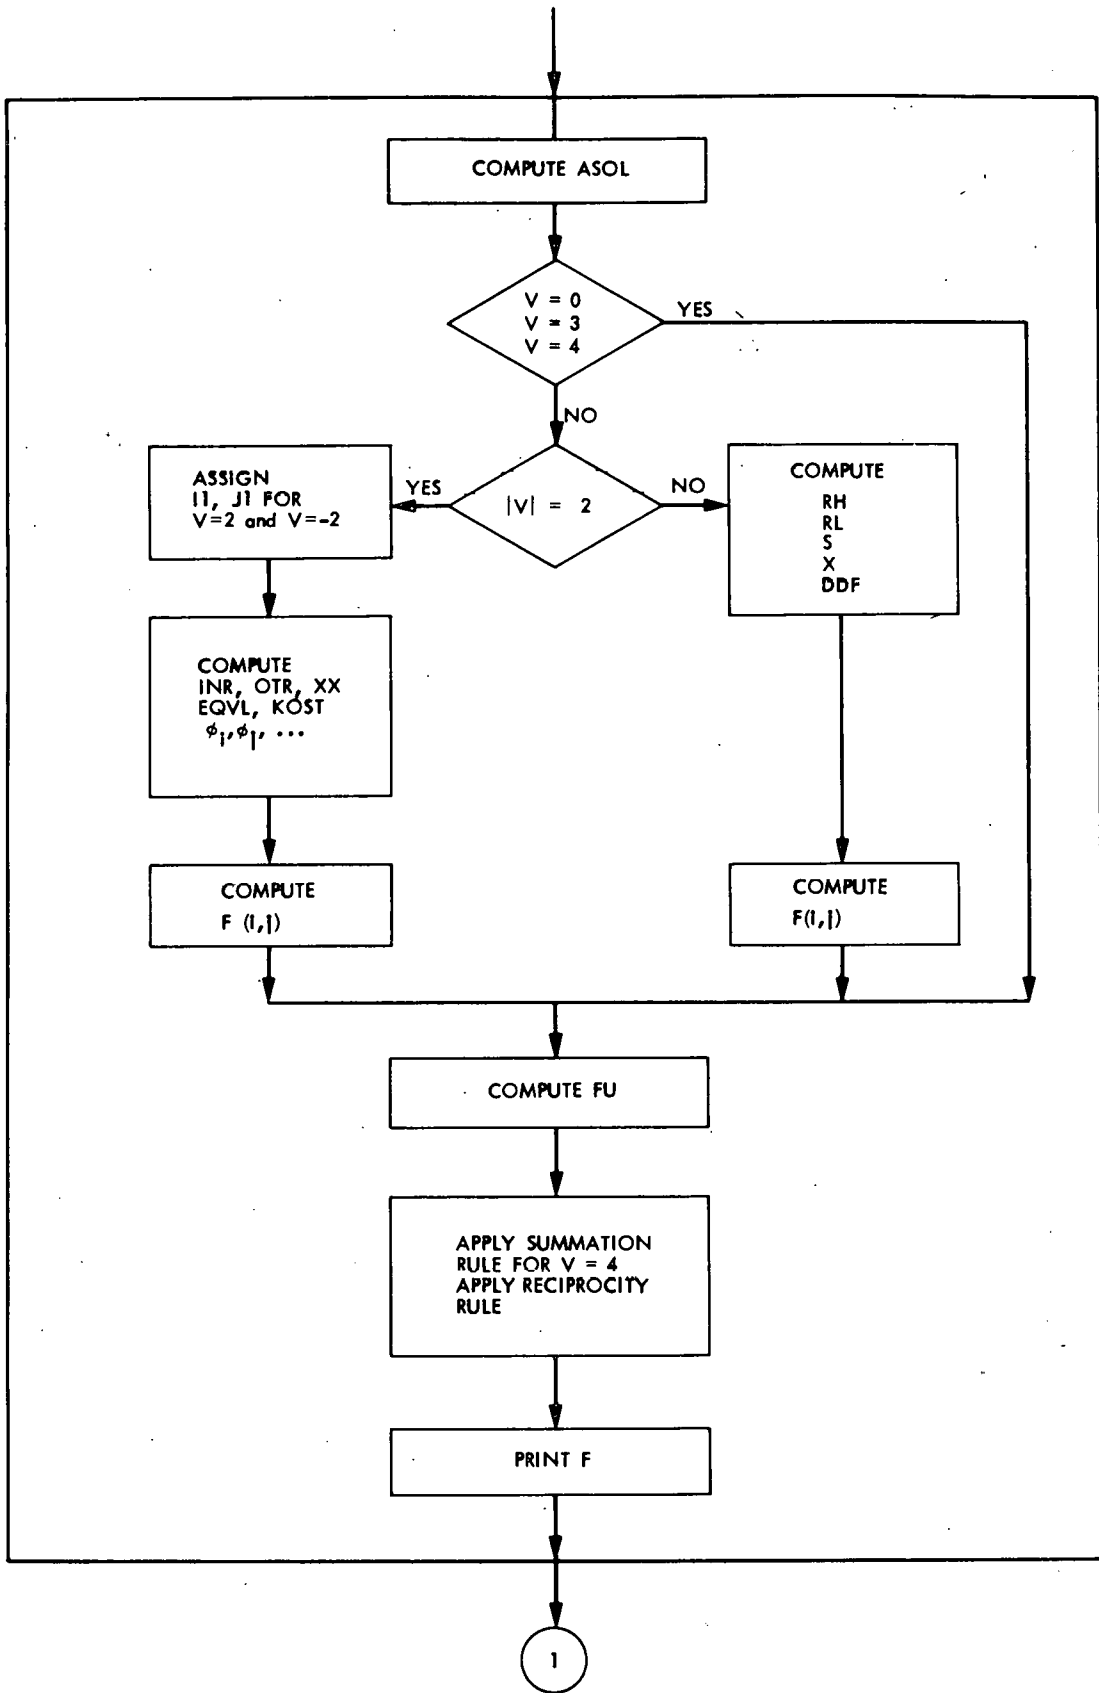 COMPUTE ASOL
V = 0
V = 3
V = 4
YES
NO
ASSIGN
I1, J1 FOR
V=2 and V=-2
YES
|V| = 2
NO
COMPUTE
RH
RL
S
X
DDF
COMPUTE
INR, OTR, XX
EQVL, KOST
ϕi, ϕj, ...
COMPUTE
F (i,j)
COMPUTE
F(i,j)
COMPUTE FU
APPLY SUMMATION
RULE FOR V = 4
APPLY RECIPROCITY
RULE
PRINT F
1